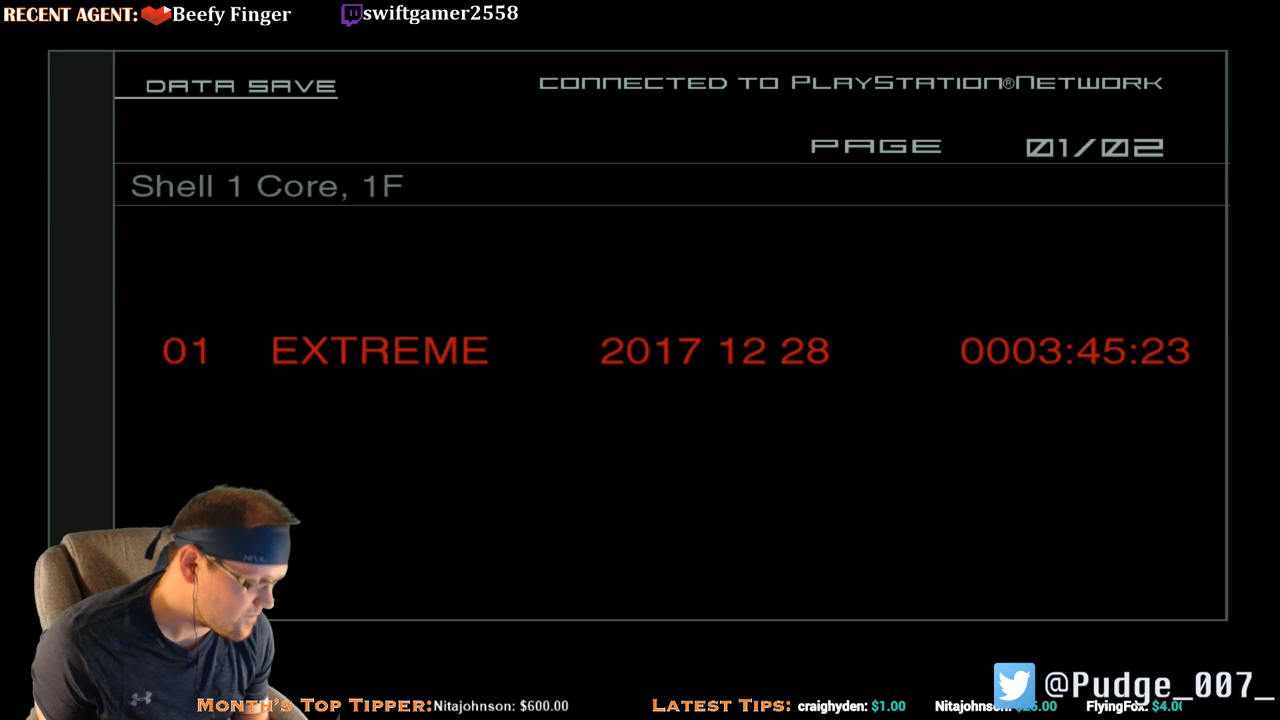 RECENT AGENT: Beefy Finger swiftgamer2558
DATA SAVE CONNECTED TO PLAYSTATION®NETWORK
PAGE 01/02
Shell 1 Core, 1F
01 EXTREME 2017 12 28 0003:45:23
@Pudge_007_
MONTH'S TOP TIPPER: Nitajohnson: $600.00 LATEST TIPS: craighyden: $1.00 Nitajohnson: FlyingFox: